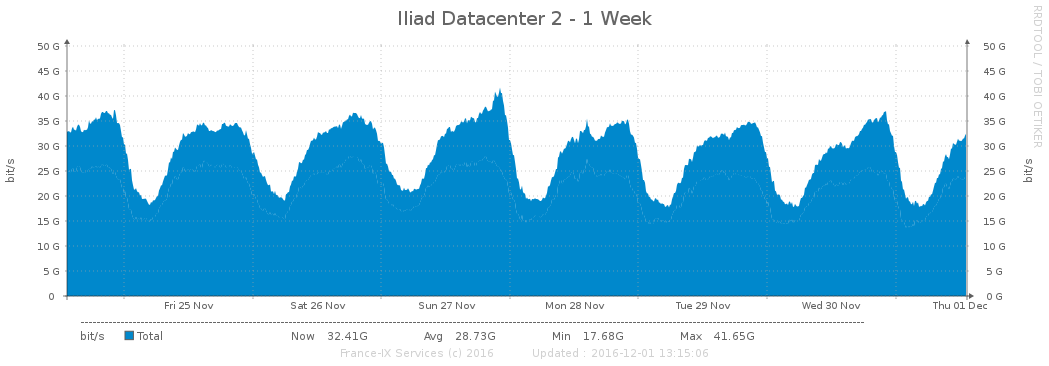 Iliad Datacenter 2 - 1 Week
RRDTOOL / TOBI OETIKER
50 G 50 G
45 G 45 G
40 G 40 G
35 G 35 G
30 G 30 G
25 G 25 G
20 G 20 G
15 G 15 G
10 G 10 G
5 G 5 G
0 0 G
bit/s
bit/s
Fri 25 Nov Sat 26 Nov Sun 27 Nov Mon 28 Nov Tue 29 Nov Wed 30 Nov Thu 01 Dec
bit/s Total Now 32.41G Avg 28.73G Min 17.68G Max 41.65G
France-IX Services (c) 2016 Updated : 2016-12-01 13:15:06